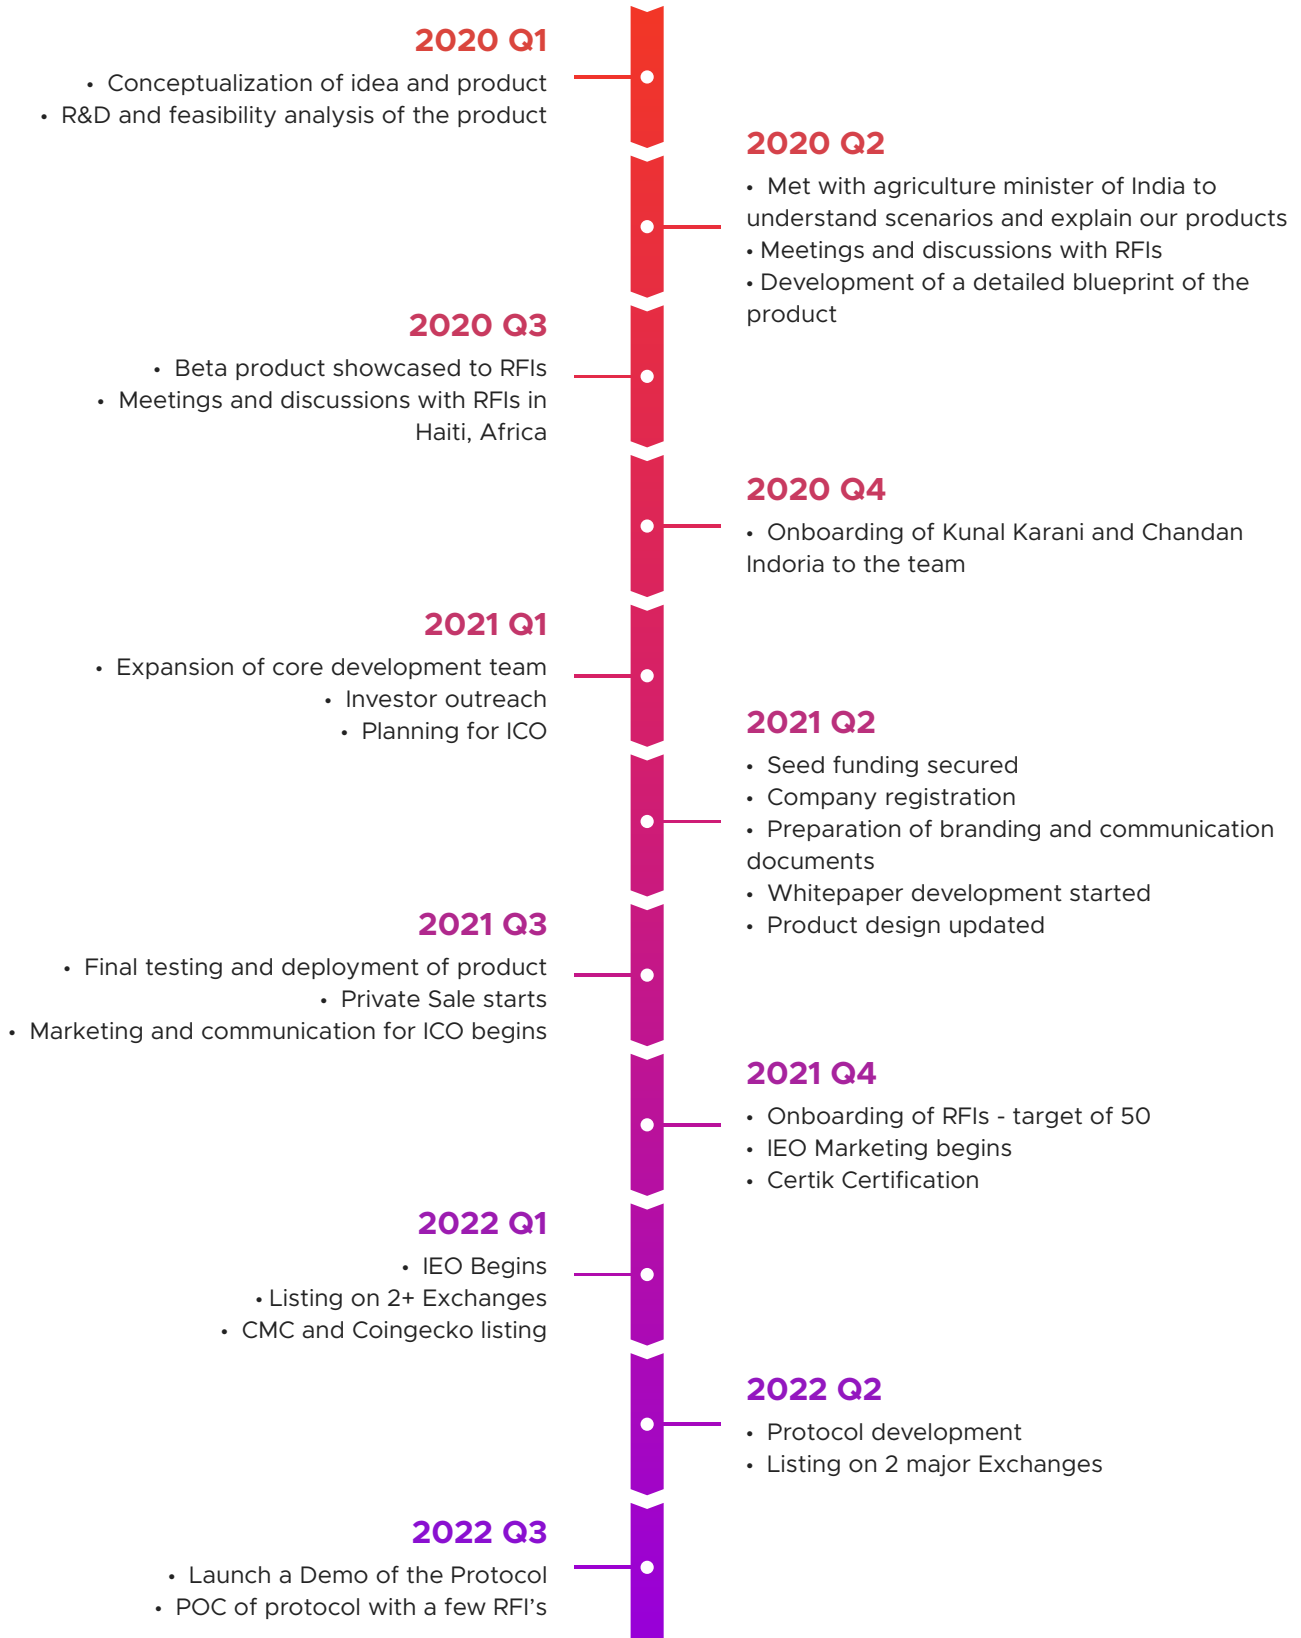 2020 Q1
• Conceptualization of idea and product
• R&D and feasibility analysis of the product
2020 Q2
• Met with agriculture minister of India to
understand scenarios and explain our products
• Meetings and discussions with RFIs
• Development of a detailed blueprint of the
product
2020 Q3
• Beta product showcased to RFIs
• Meetings and discussions with RFIs in
Haiti, Africa
2020 Q4
• Onboarding of Kunal Karani and Chandan
Indoria to the team
2021 Q1
• Expansion of core development team
• Investor outreach
• Planning for ICO
2021 Q2
• Seed funding secured
• Company registration
• Preparation of branding and communication
documents
• Whitepaper development started
• Product design updated
2021 Q3
• Final testing and deployment of product
• Private Sale starts
• Marketing and communication for ICO begins
2021 Q4
• Onboarding of RFIs - target of 50
• IEO Marketing begins
• Certik Certification
2022 Q1
• IEO Begins
• Listing on 2+ Exchanges
• CMC and Coingecko listing
2022 Q2
• Protocol development
• Listing on 2 major Exchanges
2022 Q3
• Launch a Demo of the Protocol
• POC of protocol with a few RFI’s